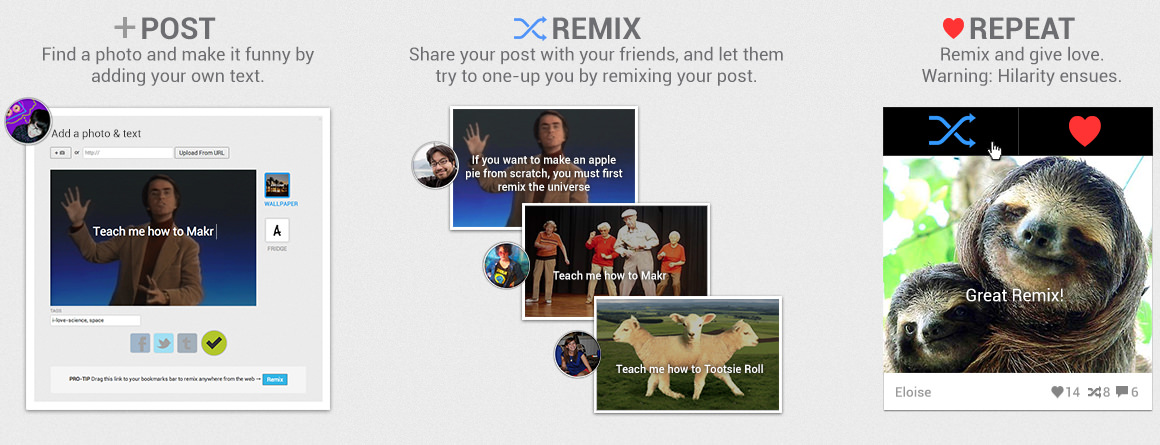 POST
Find a photo and make it funny by
adding your own text.
Add a photo & text
or
http://
Upload From URL
Teach me how to Makr
WALLPAPER
A
FRIDGE
TAGS
i-love-science, space
f
t
PRO-TIP Drag this link to your bookmarks bar to remix anywhere from the web → Remix
REMIX
Share your post with your friends, and let them
try to one-up you by remixing your post.
If you want to make an apple
pie from scratch, you must first
remix the universe
Teach me how to Makr
Teach me how to Tootsie Roll
REPEAT
Remix and give love.
Warning: Hilarity ensues.
Great Remix!
Eloise
14 8 6